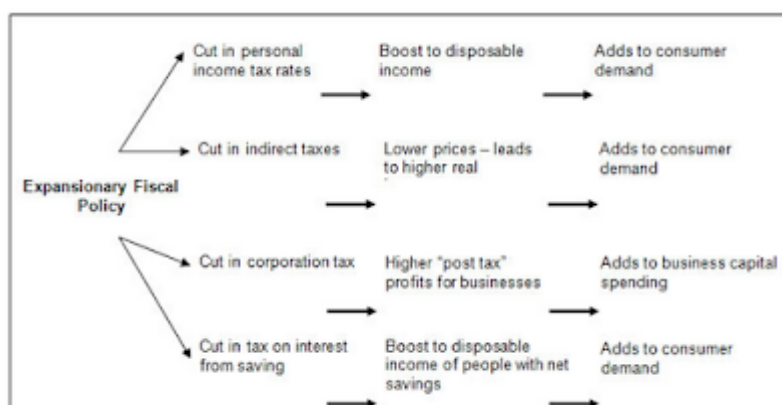 Cut in personal
income tax rates
Boost to disposable
income
Adds to consumer
demand
Cut in indirect taxes
Lower prices – leads
to higher real
Adds to consumer
demand
Expansionary Fiscal
Policy
Cut in corporation tax
Higher "post tax"
profits for businesses
Adds to business capital
spending
Cut in tax on interest
from saving
Boost to disposable
income of people with net
savings
Adds to consumer
demand